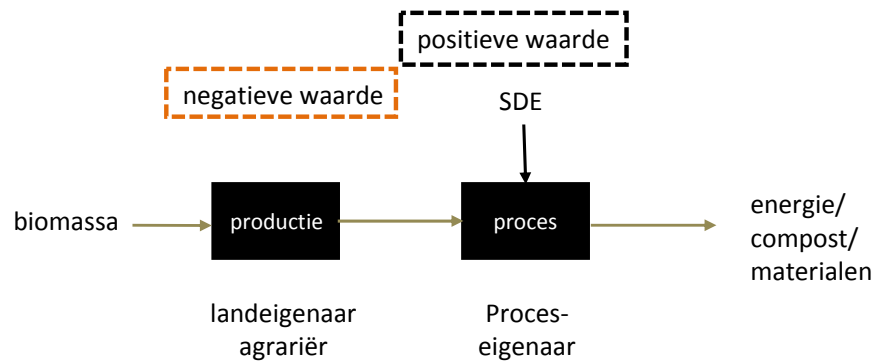 positieve waarde
negatieve waarde
SDE
biomassa
productie
proces
energie/
compost/
materialen
landeigenaar
agrariër
Proces-
eigenaar